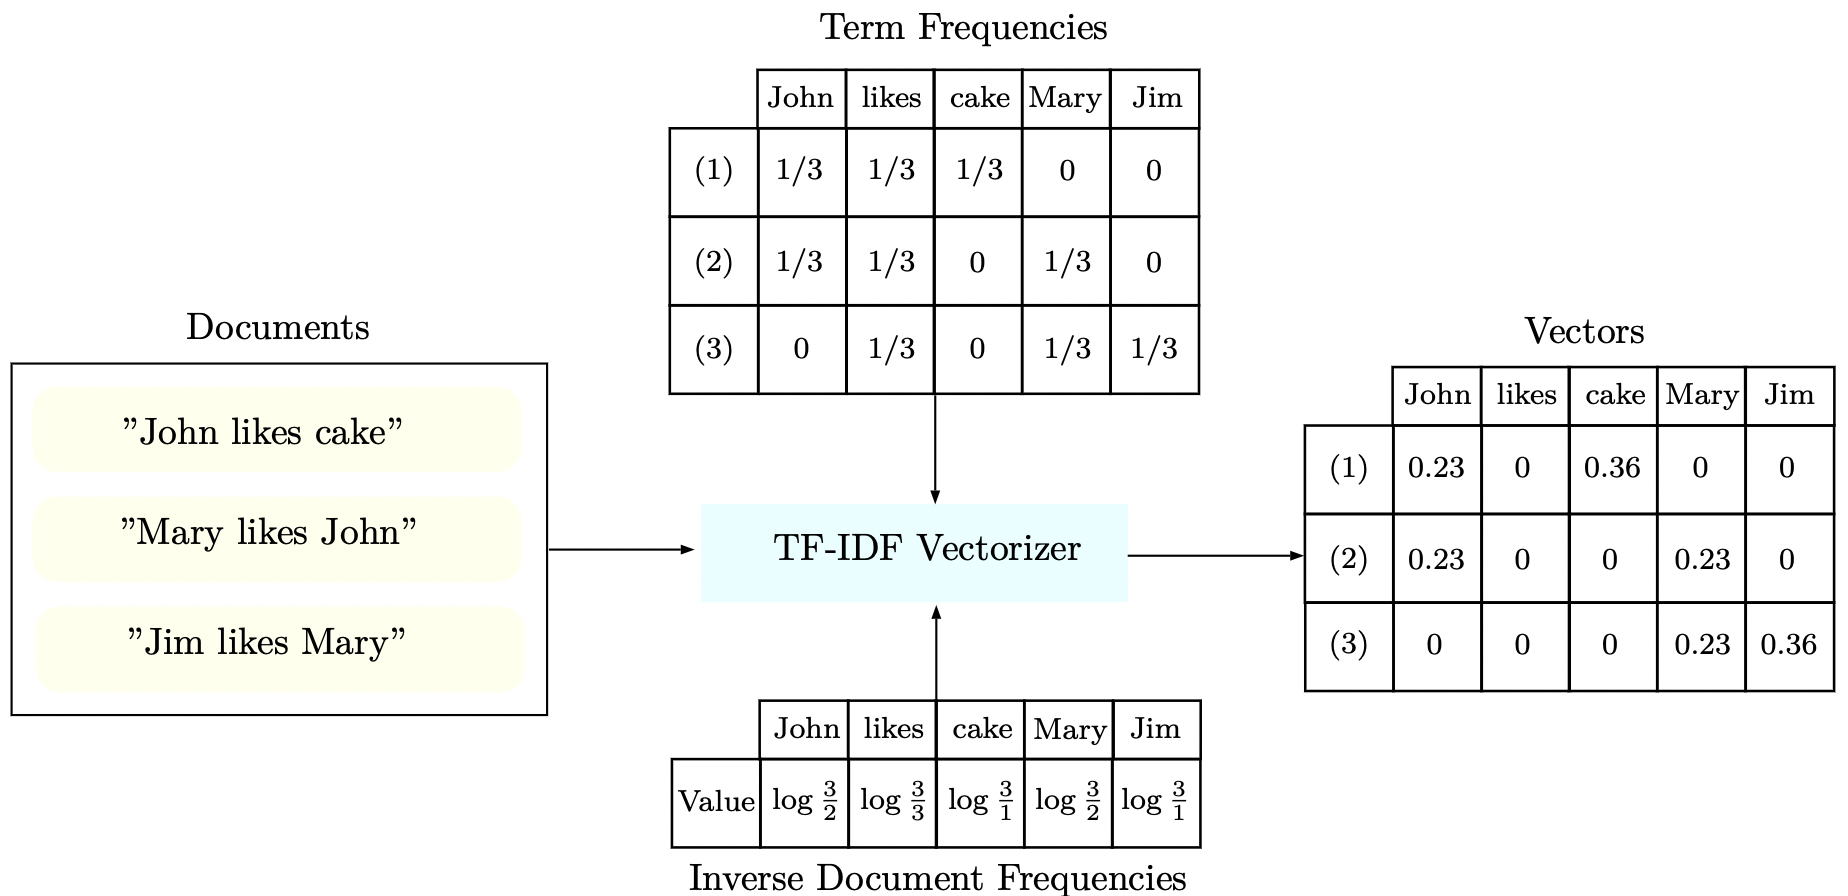 Term Frequencies
John likes cake Mary Jim
(1) 1/3 1/3 1/3 0 0
(2) 1/3 1/3 0 1/3 0
(3) 0 1/3 0 1/3 1/3
Documents
”John likes cake”
”Mary likes John”
”Jim likes Mary”
TF-IDF Vectorizer
Vectors
John likes cake Mary Jim
(1) 0.23 0 0.36 0 0
(2) 0.23 0 0 0.23 0
(3) 0 0 0 0.23 0.36
John likes cake Mary Jim
Value log 3/2 log 3/3 log 3/1 log 3/2 log 3/1
Inverse Document Frequencies